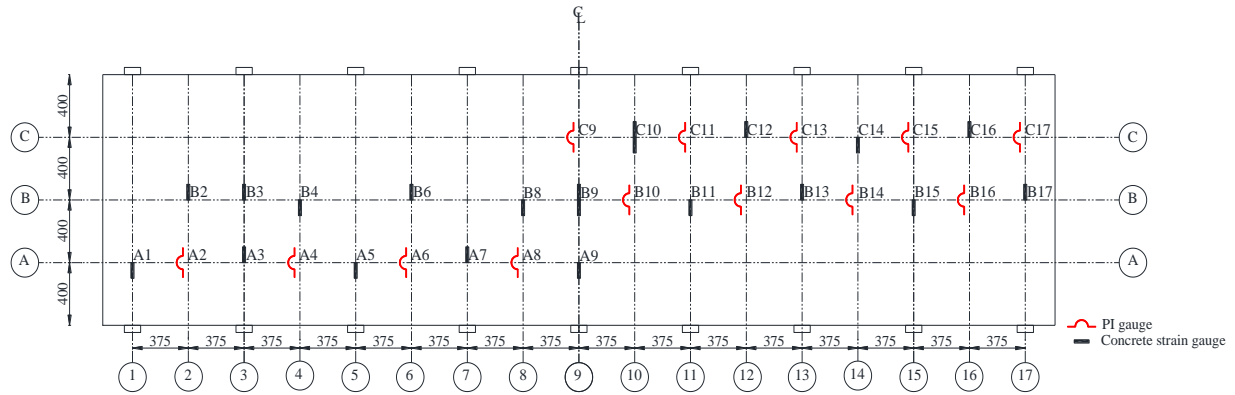 CL
400
C
C9
C10
C11
C12
C13
C14
C15
C16
C17
C
400
B
B2
B3
B4
B6
B8
B9
B10
B11
B12
B13
B14
B15
B16
B17
B
400
A
A1
A2
A3
A4
A5
A6
A7
A8
A9
A
400
PI gauge
Concrete strain gauge
375 375 375 375 375 375 375 375 375 375 375 375 375 375 375 375
1 2 3 4 5 6 7 8 9 10 11 12 13 14 15 16 17